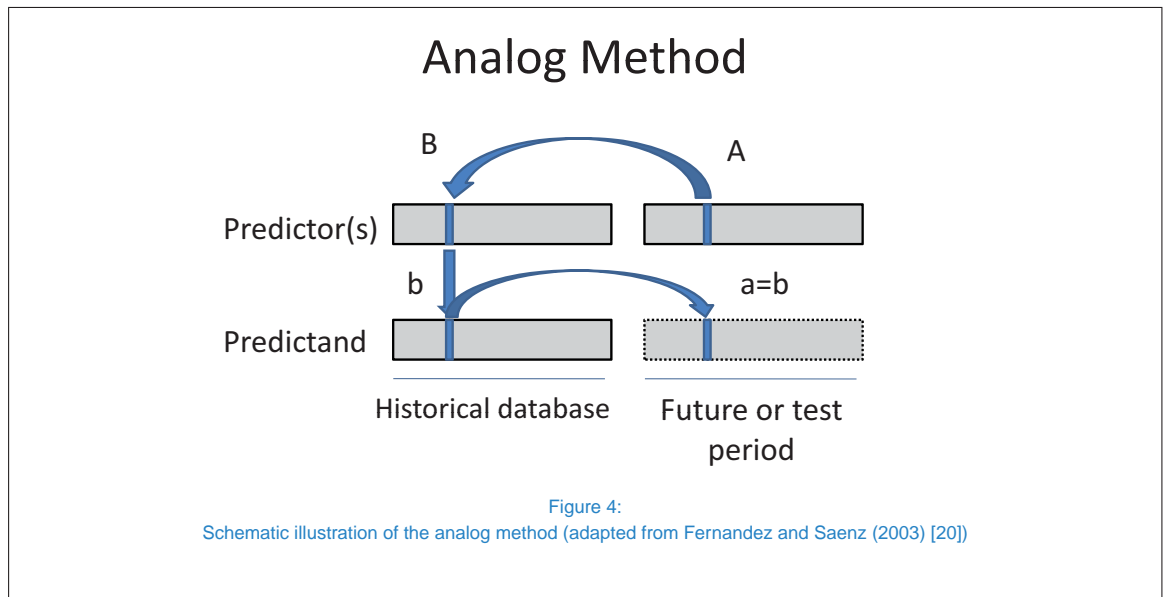 Analog Method
B
A
Predictor(s)
b
a=b
Predictand
Historical database
Future or test
period
Figure 4:
Schematic illustration of the analog method (adapted from Fernandez and Saenz (2003) [20])